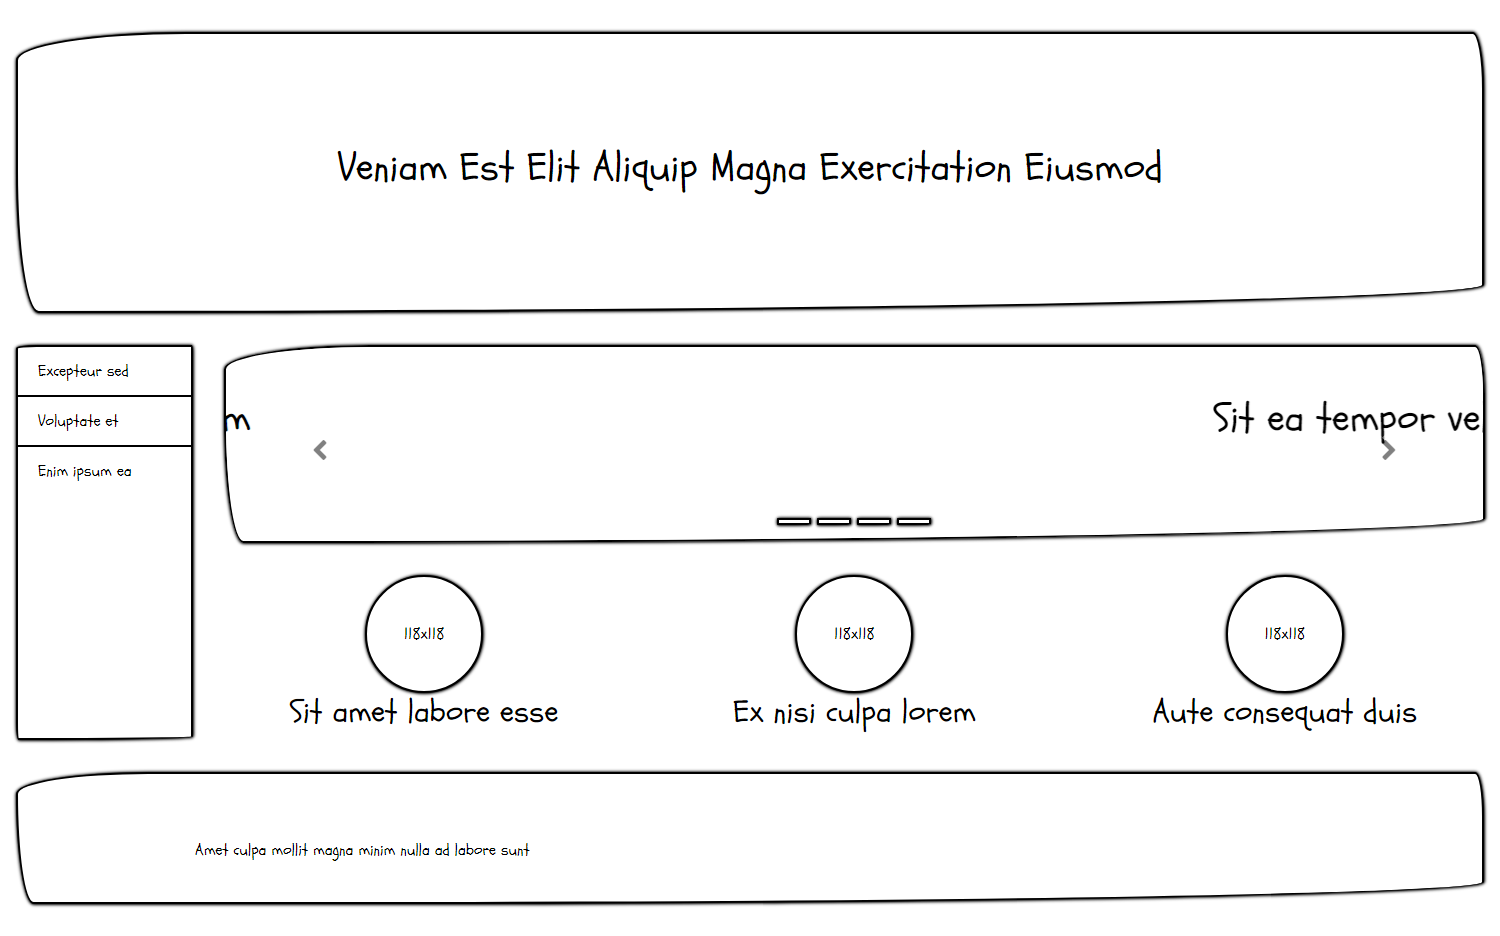 Veniam Est Elit Aliquip Magna Exercitation Eiusmod
Excepteur sed
Voluptate et
Enim ipsum ea
m
Sit ea tempor ve
118x118
118x118
118x118
Sit amet labore esse
Ex nisi culpa lorem
Aute consequat duis
Amet culpa mollit magna minim nulla ad labore sunt